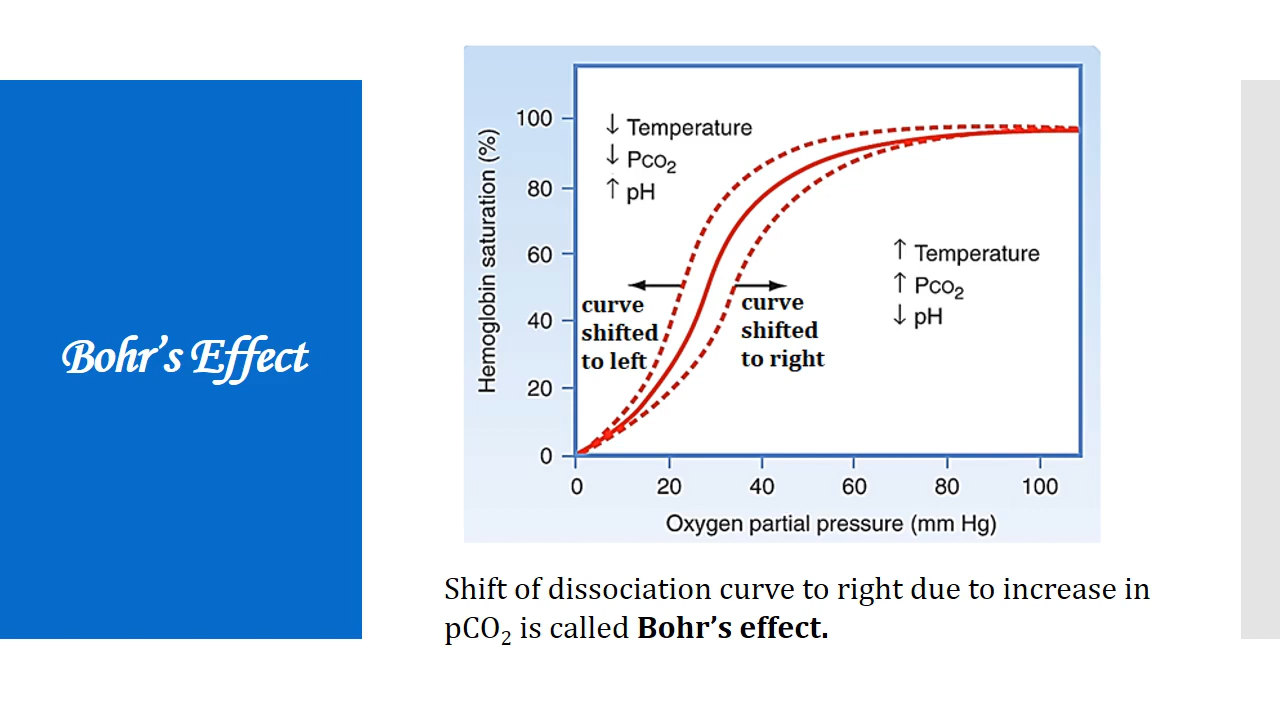 Bohr’s Effect
Hemoglobin saturation (%)
100
80
60
40
20
0
↓ Temperature
↓ PCO₂
↑ pH
↑ Temperature
↑ PCO₂
↓ pH
curve
shifted
to left
curve
shifted
to right
0 20 40 60 80 100
Oxygen partial pressure (mm Hg)
Shift of dissociation curve to right due to increase in
pCO₂ is called Bohr’s effect.